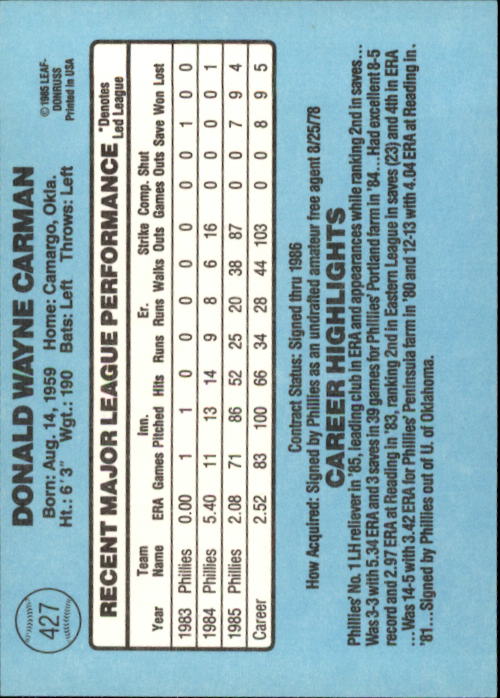 427
DONALD WAYNE CARMAN
Born: Aug. 14, 1959 Home: Camargo, Okla.
Ht.: 6'3" Wgt.: 190 Bats: Left Throws: Left
© 1985 LEAF-
DONRUSS
Printed in USA
RECENT MAJOR LEAGUE PERFORMANCE
*Denotes
Led League
Team Inn. Er. Strike Comp. Shut
Year Name ERA Games Pitched Hits Runs Runs Walks Outs Games Outs Save Won Lost
1983 Phillies 0.00 1 1 0 0 0 0 0 0 0 1 0 0
1984 Phillies 5.40 11 13 14 9 8 6 16 0 0 0 0 1
1985 Phillies 2.08 71 86 52 25 20 38 87 0 0 7 9 4
Career 2.52 83 100 66 34 28 44 103 0 0 8 9 5
Contract Status: Signed thru 1986
How Acquired: Signed by Phillies as an undrafted amateur free agent 8/25/78
CAREER HIGHLIGHTS
Phillies' No. 1 LH reliever in '85, leading club in ERA and appearances while ranking 2nd in saves...
Was 3-3 with 5.34 ERA and 3 saves in 39 games for Phillies' Portland farm in '84...Had excellent 8-5
record and 2.97 ERA at Reading in '83, ranking 2nd in Eastern League in saves (23) and 4th in ERA
...Was 14-5 with 3.42 ERA for Phillies' Peninsula farm in '80 and 12-13 with 4.04 ERA at Reading in
'81...Signed by Phillies out of U. of Oklahoma.